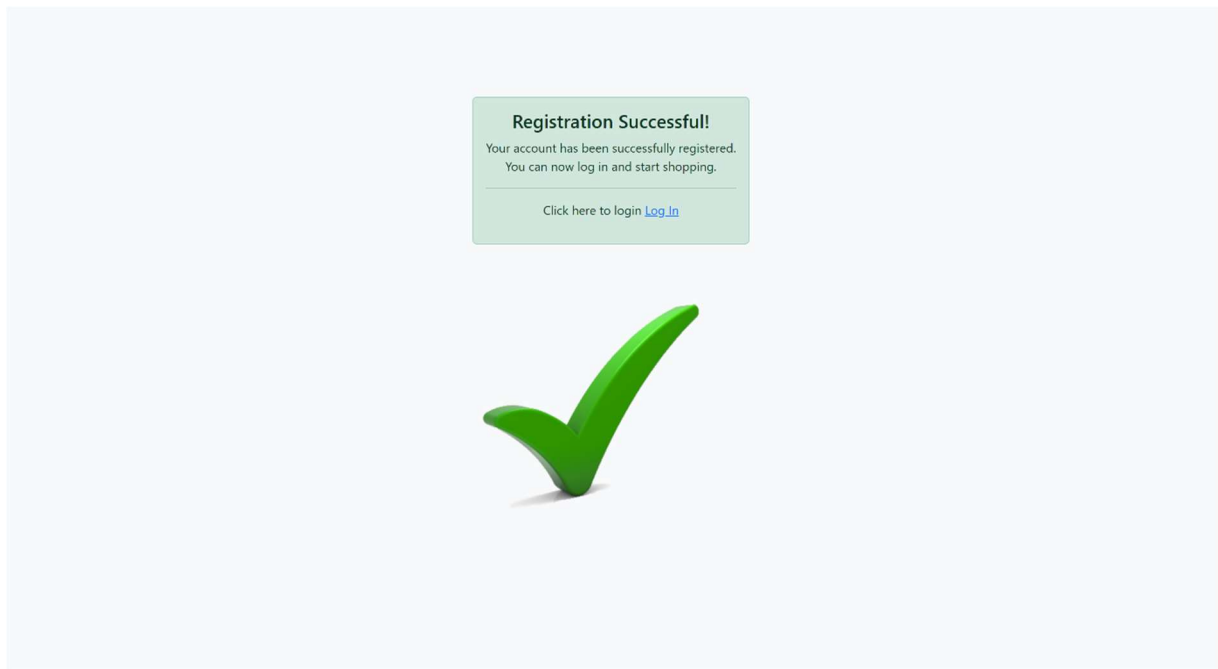 Registration Successful!
Your account has been successfully registered.
You can now log in and start shopping.
Click here to login Log In